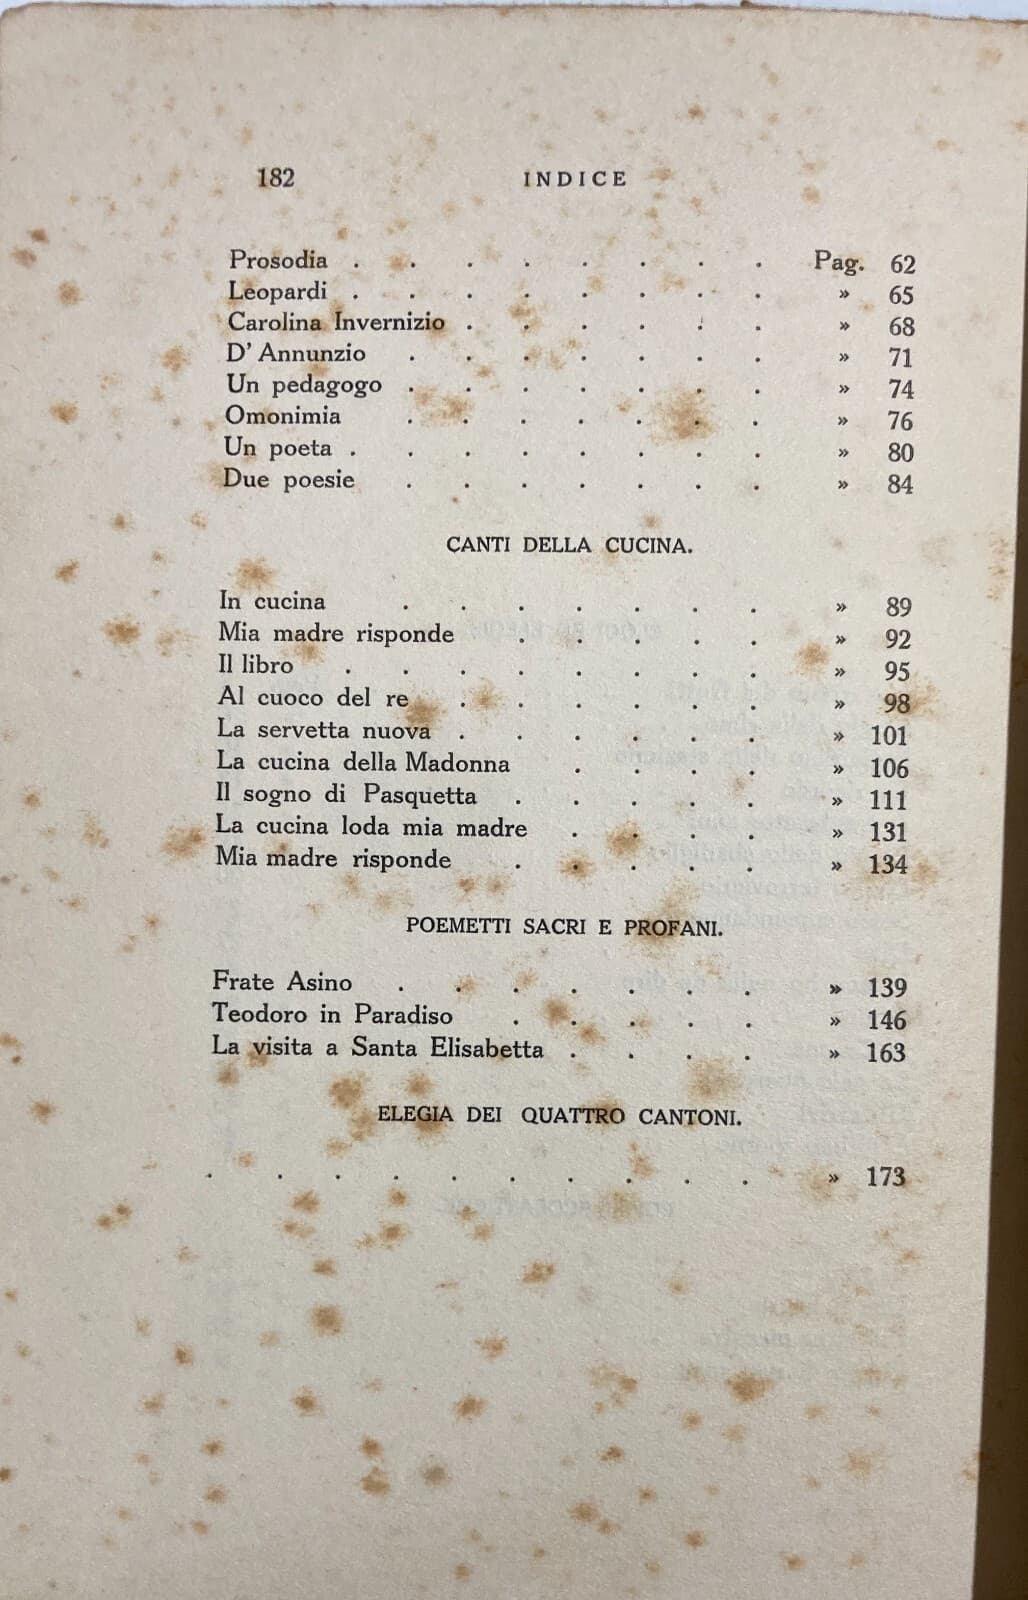 182 INDICE
Prosodia . . . . . . . . Pag. 62
Leopardi . . . . . . . . » 65
Carolina Invernizio . . . . . . » 68
D' Annunzio . . . . . . . » 71
Un pedagogo . . . . . . . » 74
Omonimia . . . . . . . » 76
Un poeta . . . . . . . . » 80
Due poesie . . . . . . . » 84
CANTI DELLA CUCINA.
In cucina . . . . . . . » 89
Mia madre risponde . . . . . » 92
Il libro . . . . . . . . » 95
Al cuoco del re . . . . . . » 98
La servetta nuova . . . . . . » 101
La cucina della Madonna . . . . » 106
Il sogno di Pasquetta . . . . . » 111
La cucina loda mia madre . . . . » 131
Mia madre risponde . . . . . » 134
POEMETTI SACRI E PROFANI.
Frate Asino . . . . . . . » 139
Teodoro in Paradiso . . . . . » 146
La visita a Santa Elisabetta . . . . » 163
ELEGIA DEI QUATTRO CANTONI.
. . . . . . . . . . » 173